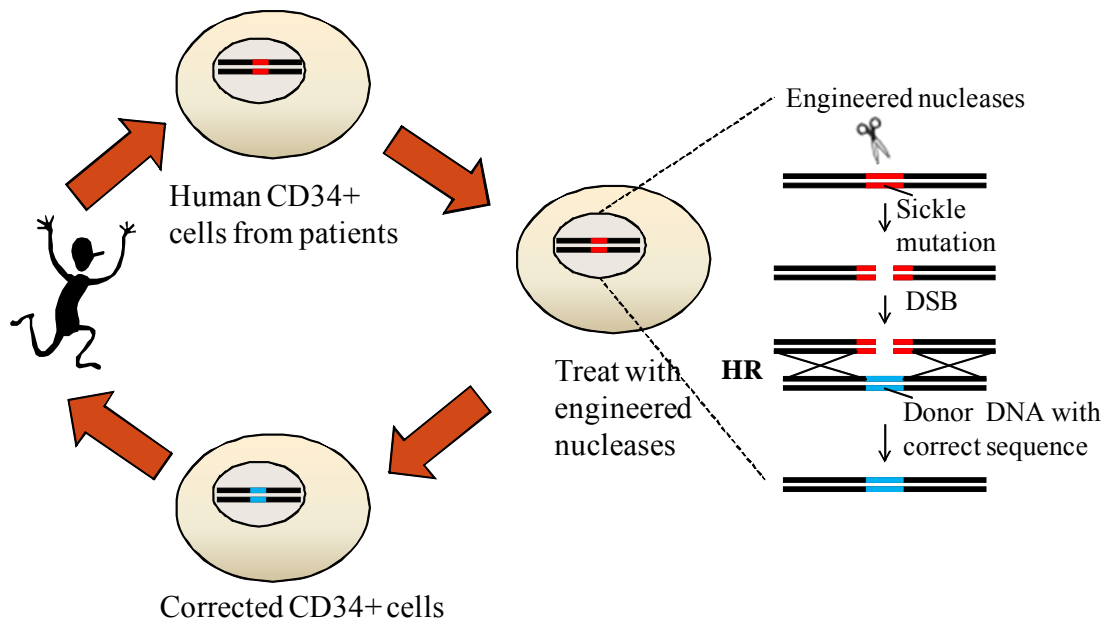 Human CD34+
cells from patients
Treat with
engineered
nucleases
Corrected CD34+ cells
Engineered nucleases
Sickle
mutation
DSB
HR
Donor DNA with
correct sequence